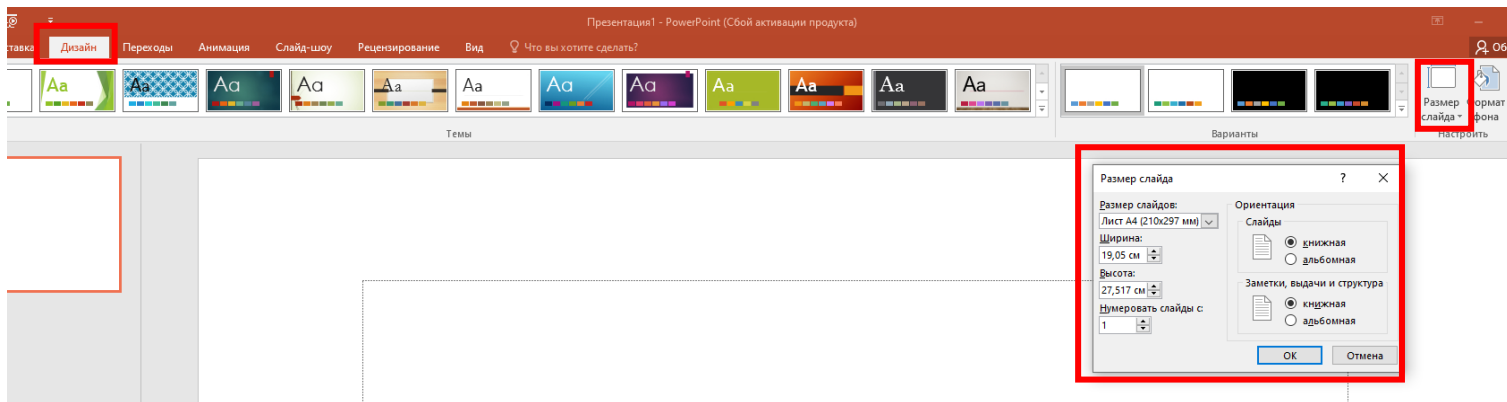 Презентация1 - PowerPoint (Сбой активации продукта)
ставка Дизайн Переходы Анимация Слайд-шоу Рецензирование Вид Что вы хотите сделать? Об
Aa Aa Aa Aa Aa Aa Aa Aa Aa Aa Aa Aa
Размер слайда
Формат фона
Темы Варианты Настроить
Размер слайда ? X
Размер слайдов:
Лист A4 (210x297 мм)
Ширина:
19,05 см
Высота:
27,517 см
Нумеровать слайды с:
1
Ориентация
Слайды
книжная
альбомная
Заметки, выдачи и структура
книжная
альбомная
ОК Отмена